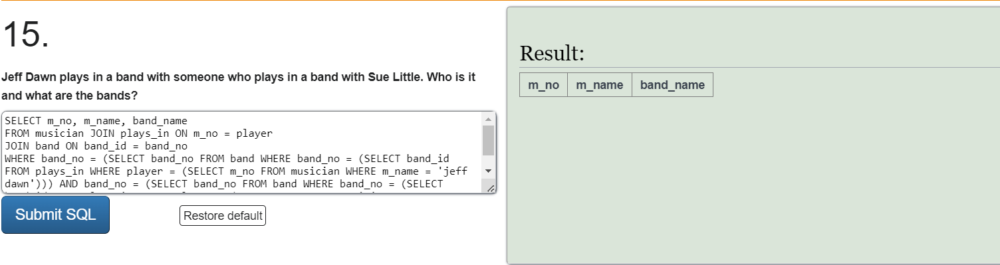 15.
Jeff Dawn plays in a band with someone who plays in a band with Sue Little. Who is it
and what are the bands?
SELECT m_no, m_name, band_name
FROM musician JOIN plays_in ON m_no = player
JOIN band ON band_id = band_no
WHERE band_no = (SELECT band_no FROM band WHERE band_no = (SELECT band_id
FROM plays_in WHERE player = (SELECT m_no FROM musician WHERE m_name = 'jeff
dawn'))) AND band_no = (SELECT band_no FROM band WHERE band_no = (SELECT
Submit SQL
Restore default
Result:
m_no m_name band_name